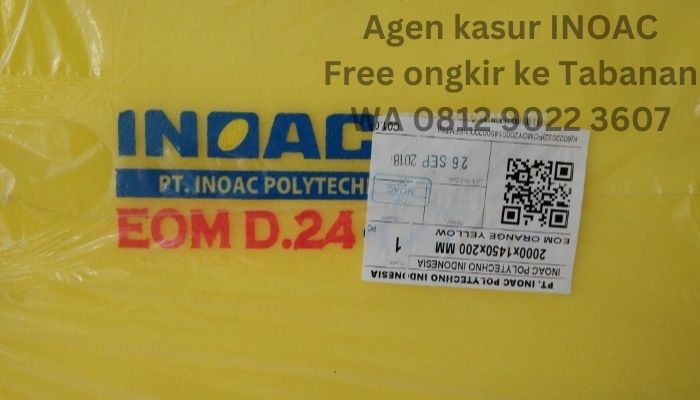 Agen kasur INOAC
Free ongkir ke Tabanan
WA 0812 9022 3607
INOAC
PT. INOAC POLYTECH
EOM D.24
PT. INOAC POLYTECHNO INDONESIA
INOAC POLYTECHNO INDONESIA
2000x1450x200 MM
1
EOM ORANGE YELLOW
INOAC
26 SEP 2018